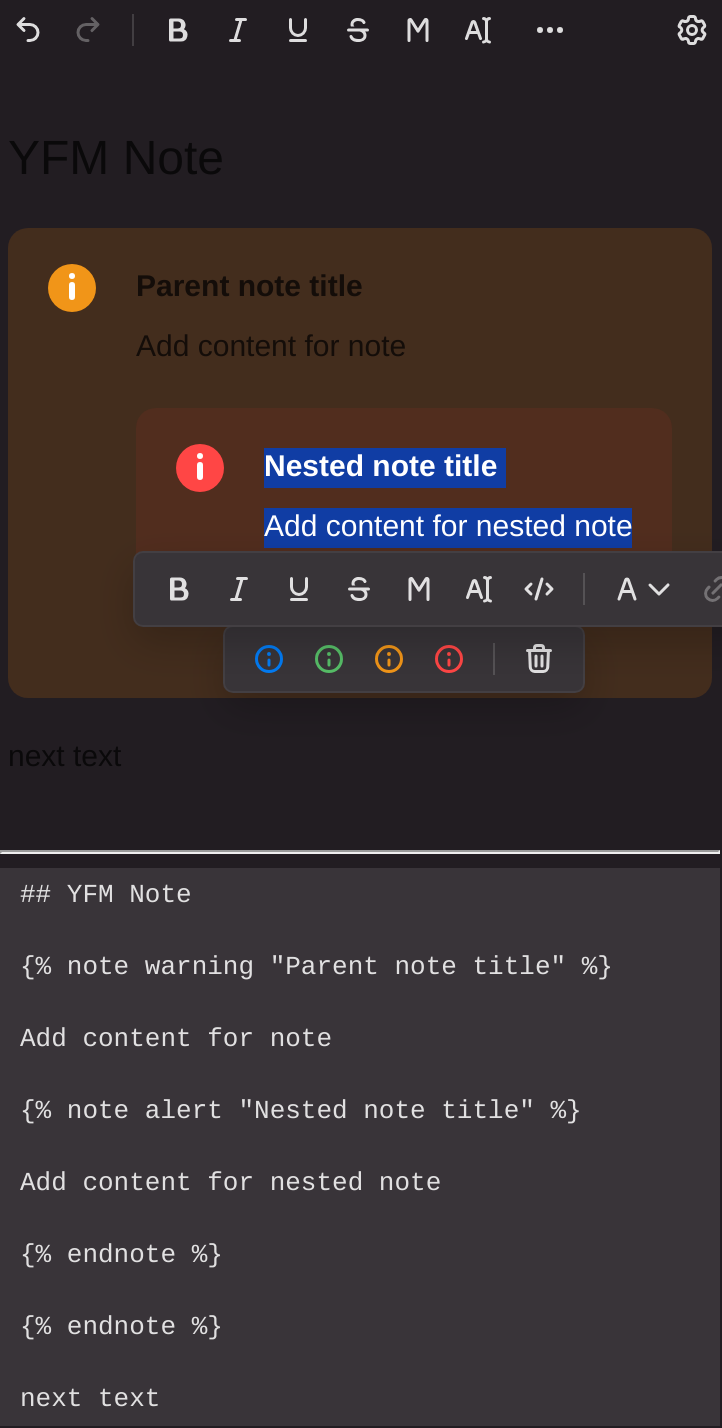 B I U S M A
YFM Note
Parent note title
Add content for note
Nested note title
Add content for nested note
B I U S M A </> A
next text
## YFM Note
{% note warning "Parent note title" %}
Add content for note
{% note alert "Nested note title" %}
Add content for nested note
{% endnote %}
{% endnote %}
next text